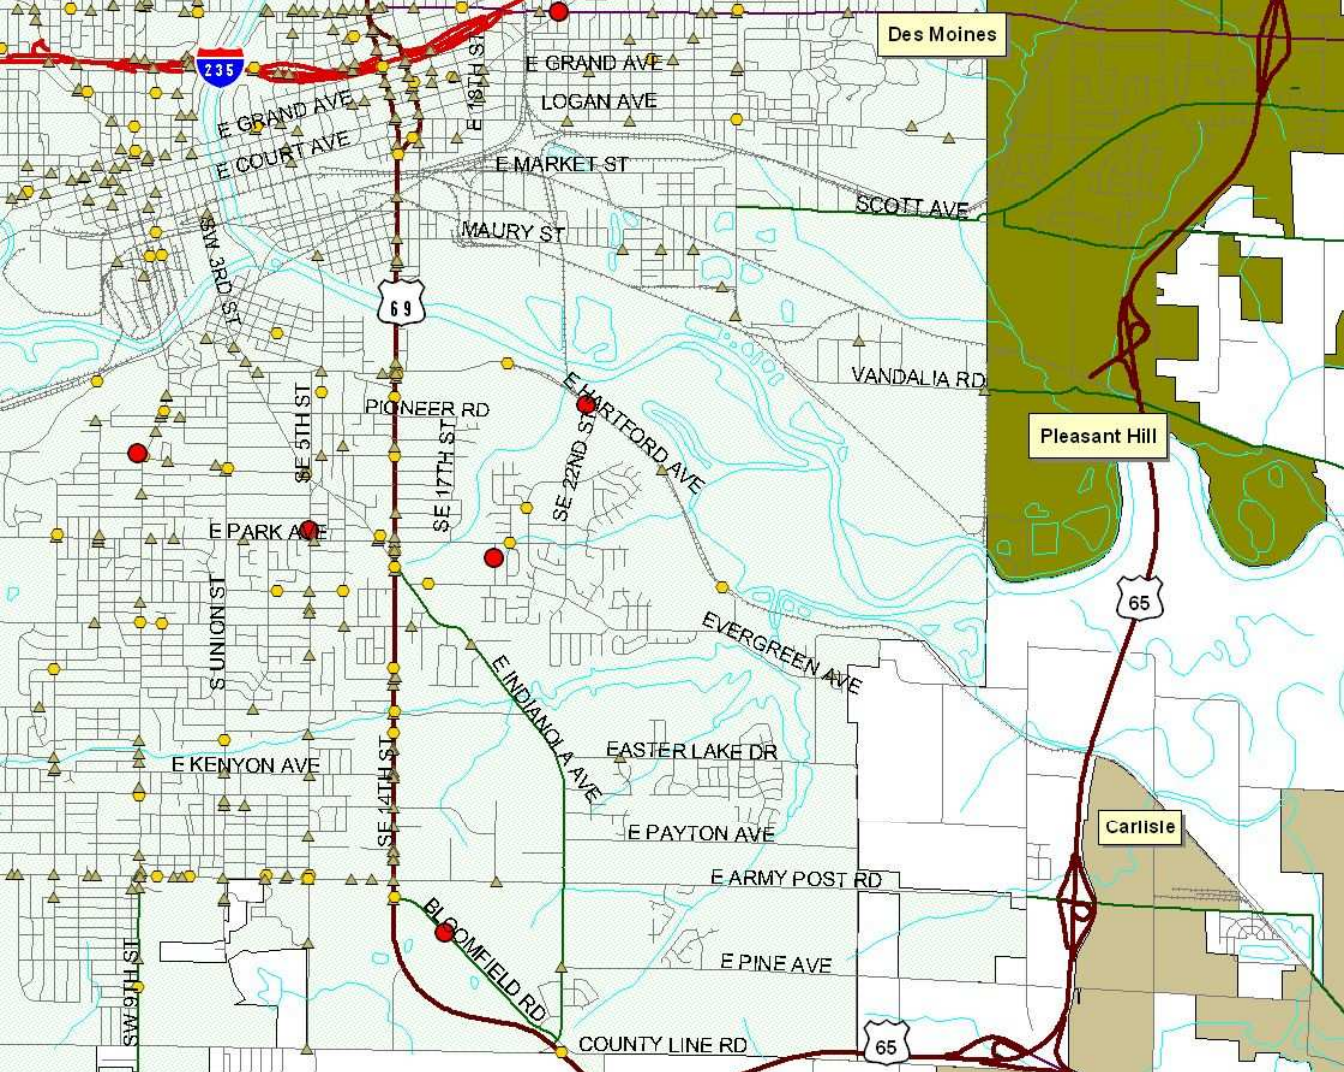 Des Moines
235
E GRAND AVE
LOGAN AVE
E 18TH ST
E GRAND AVE
E COURT AVE
E MARKET ST
SCOTT AVE
MAURY ST
SW 3RD ST
69
VANDALIA RD
PIONEER RD
E HARTFORD AVE
SE 5TH ST
SE 17TH ST
SE 22ND ST
Pleasant Hill
E PARK AVE
65
S UNION ST
EVERGREEN AVE
E INDIANOLA AVE
E KENYON AVE
EASTER LAKE DR
SE 14TH ST
E PAYTON AVE
Carlisle
E ARMY POST RD
BLOOMFIELD RD
SW 9TH ST
E PINE AVE
COUNTY LINE RD
65